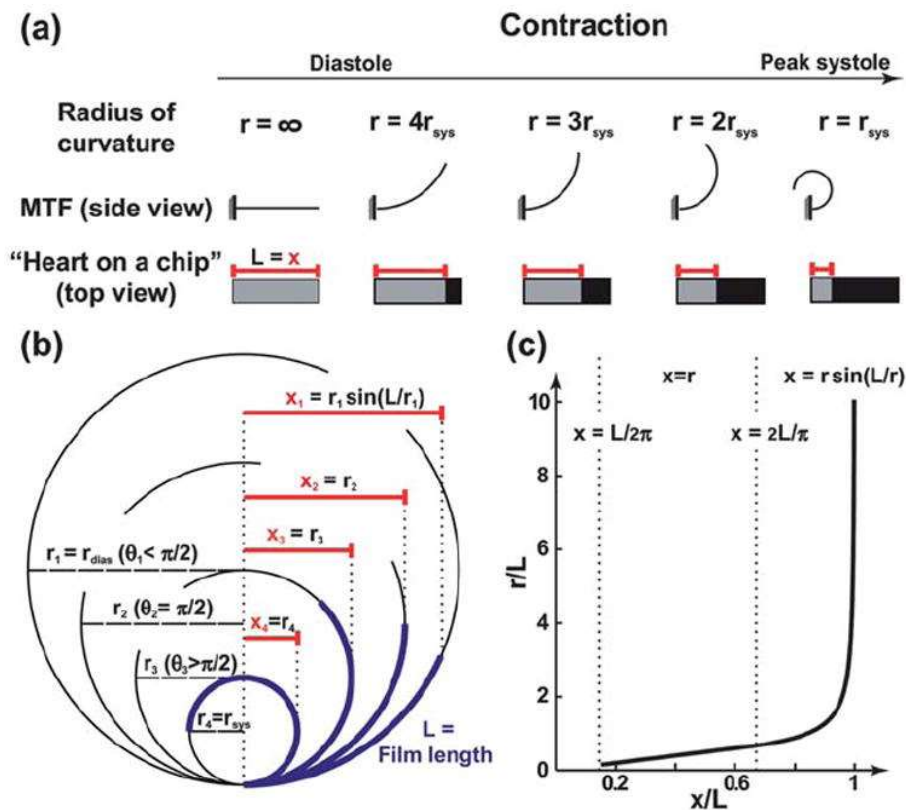 (a)
Contraction
Diastole
Peak systole
Radius of curvature
r = ∞
r = 4r_sys
r = 3r_sys
r = 2r_sys
r = r_sys
MTF (side view)
"Heart on a chip"
(top view)
L = x
(b)
x₁ = r₁ sin(L/r₁)
x₂ = r₂
x₃ = r₃
r₁ = r_dias (θ₁< π/2)
r₂ (θ₂= π/2)
x₄=r₄
r₃ (θ₃>π/2)
r₄=r_sys
L =
Film length
(c)
x=r
x = r sin(L/r)
x = L/2π
x = 2L/π
r/L
10
8
6
4
2
0
0.2
0.6
1
x/L